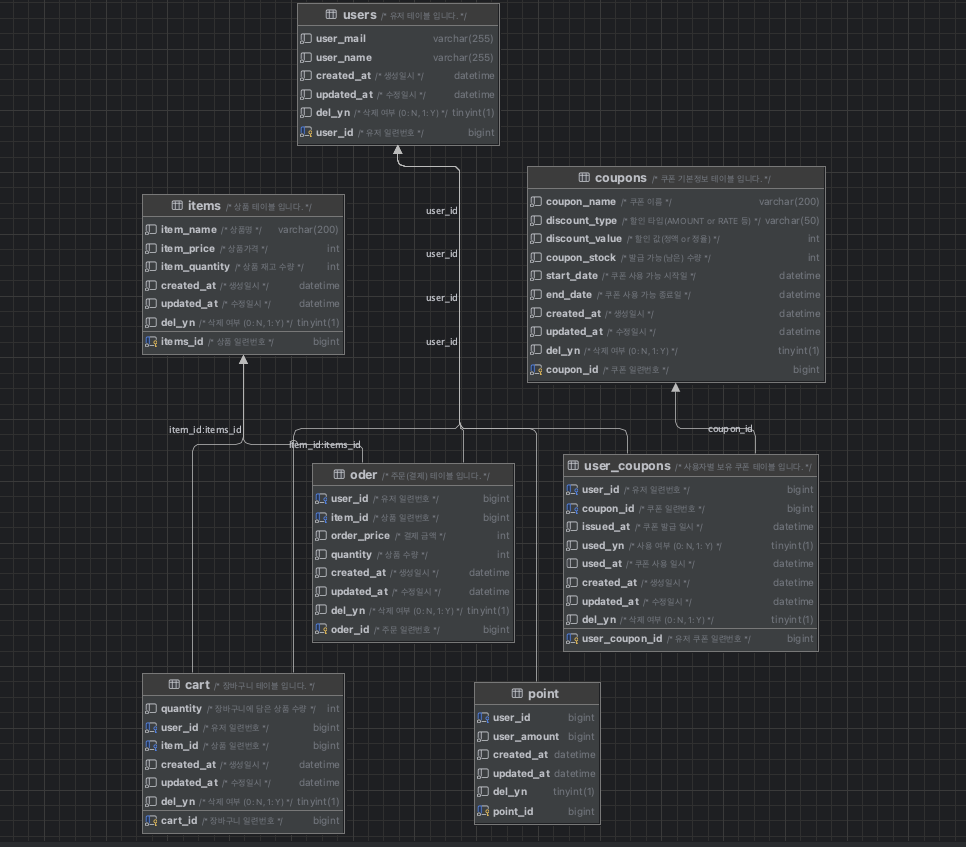 users /* 유저 테이블 입니다. */
user_mail varchar(255)
user_name varchar(255)
created_at /* 생성일시 */ datetime
updated_at /* 수정일시 */ datetime
del_yn /* 삭제 여부 (0: N, 1: Y) */ tinyint(1)
user_id /* 유저 일련번호 */ bigint
coupons /* 쿠폰 기본정보 테이블 입니다. */
coupon_name /* 쿠폰 이름 */ varchar(200)
discount_type /* 할인 타입(AMOUNT or RATE 등) */ varchar(50)
discount_value /* 할인 값(정액 or 정율) */ int
coupon_stock /* 발급 가능(남은) 수량 */ int
start_date /* 쿠폰 사용 가능 시작일 */ datetime
end_date /* 쿠폰 사용 가능 종료일 */ datetime
created_at /* 생성일시 */ datetime
updated_at /* 수정일시 */ datetime
del_yn /* 삭제 여부 (0: N, 1: Y) */ tinyint(1)
coupon_id /* 쿠폰 일련번호 */ bigint
items /* 상품 테이블 입니다. */
item_name /* 상품명 */ varchar(200)
item_price /* 상품가격 */ int
item_quantity /* 상품 재고 수량 */ int
created_at /* 생성일시 */ datetime
updated_at /* 수정일시 */ datetime
del_yn /* 삭제 여부 (0: N, 1: Y) */ tinyint(1)
items_id /* 상품 일련번호 */ bigint
user_id
user_id
user_id
user_id
item_id:items_id
item_id:items_id
coupon_id
oder /* 주문(결제) 테이블 입니다. */
user_id /* 유저 일련번호 */ bigint
item_id /* 상품 일련번호 */ bigint
order_price /* 결제 금액 */ int
quantity /* 상품 수량 */ int
created_at /* 생성일시 */ datetime
updated_at /* 수정일시 */ datetime
del_yn /* 삭제 여부 (0: N, 1: Y) */ tinyint(1)
oder_id /* 주문 일련번호 */ bigint
user_coupons /* 사용자별 보유 쿠폰 테이블 입니다. */
user_id /* 유저 일련번호 */ bigint
coupon_id /* 쿠폰 일련번호 */ bigint
issued_at /* 쿠폰 발급 일시 */ datetime
used_yn /* 사용 여부 (0: N, 1: Y) */ tinyint(1)
used_at /* 쿠폰 사용 일시 */ datetime
created_at /* 생성일시 */ datetime
updated_at /* 수정일시 */ datetime
del_yn /* 삭제 여부 (0: N, 1: Y) */ tinyint(1)
user_coupon_id /* 유저 쿠폰 일련번호 */ bigint
cart /* 장바구니 테이블 입니다. */
quantity /* 장바구니에 담은 상품 수량 */ int
user_id /* 유저 일련번호 */ bigint
item_id /* 상품 일련번호 */ bigint
created_at /* 생성일시 */ datetime
updated_at /* 수정일시 */ datetime
del_yn /* 삭제 여부 (0: N, 1: Y) */ tinyint(1)
cart_id /* 장바구니 일련번호 */ bigint
point
user_id bigint
user_amount bigint
created_at datetime
updated_at datetime
del_yn tinyint(1)
point_id bigint